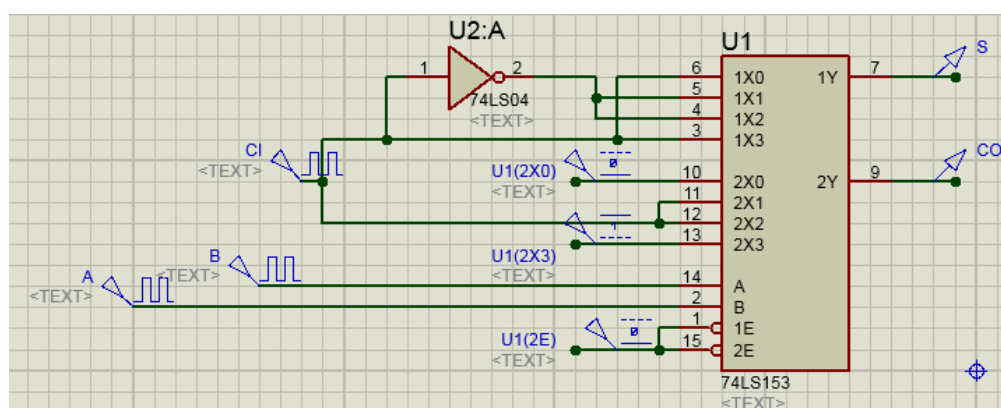 U2:A
U1
1
2
74LS04
<TEXT>
6
1X0
1Y
7
S
5
1X1
4
1X2
3
1X3
CI
<TEXT>
U1(2X0)
<TEXT>
0
10
2X0
2Y
9
CO
11
2X1
12
2X2
13
2X3
1
U1(2X3)
<TEXT>
B
<TEXT>
14
A
A
<TEXT>
2
B
1
1E
U1(2E)
<TEXT>
0
15
2E
74LS153
<TEXT>